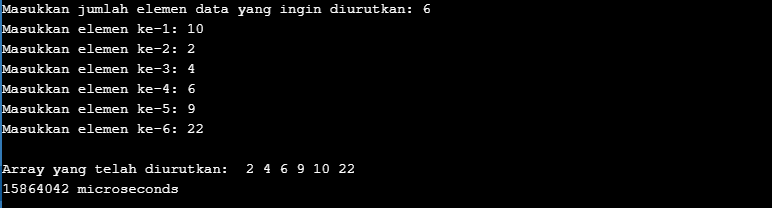 Masukkan jumlah elemen data yang ingin diurutkan: 6
Masukkan elemen ke-1: 10
Masukkan elemen ke-2: 2
Masukkan elemen ke-3: 4
Masukkan elemen ke-4: 6
Masukkan elemen ke-5: 9
Masukkan elemen ke-6: 22
Array yang telah diurutkan:  2 4 6 9 10 22
15864042 microseconds